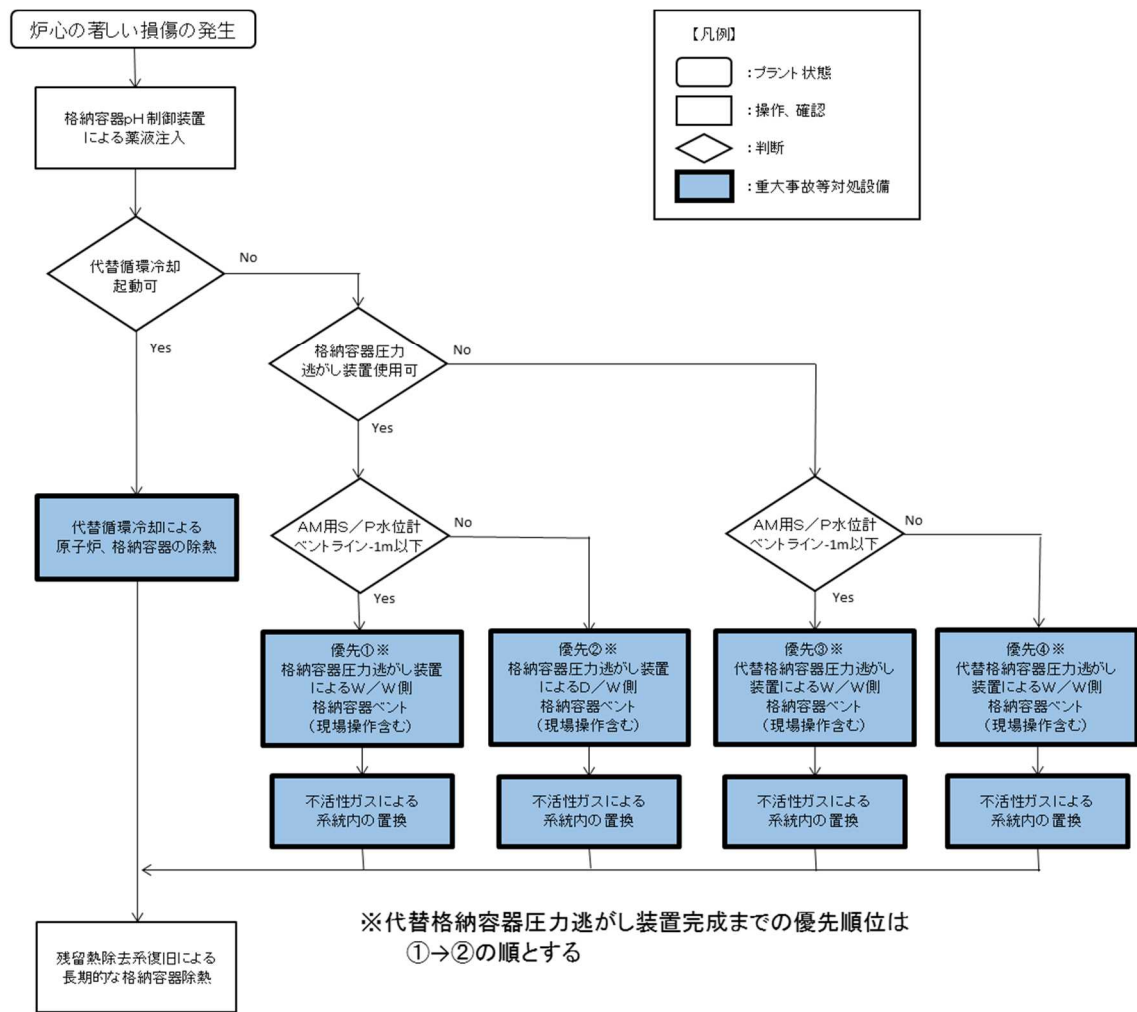 炉心の著しい損傷の発生
格納容器pH制御装置
による薬液注入
代替循環冷却
起動可
No
Yes
格納容器圧力
逃がし装置使用可
No
Yes
代替循環冷却による
原子炉、格納容器の除熱
AM用S/P水位計
ベントライン-1m以下
No
Yes
AM用S/P水位計
ベントライン-1m以下
No
Yes
優先①※
格納容器圧力逃がし装置
によるW/W側
格納容器ベント
(現場操作含む)
優先②※
格納容器圧力逃がし装置
によるD/W側
格納容器ベント
(現場操作含む)
優先③※
代替格納容器圧力逃がし
装置によるW/W側
格納容器ベント
(現場操作含む)
優先④※
代替格納容器圧力逃がし
装置によるW/W側
格納容器ベント
(現場操作含む)
不活性ガスによる
系統内の置換
不活性ガスによる
系統内の置換
不活性ガスによる
系統内の置換
不活性ガスによる
系統内の置換
残留熱除去系復旧による
長期的な格納容器除熱
※代替格納容器圧力逃がし装置完成までの優先順位は
①→②の順とする
【凡例】
:プラント状態
:操作、確認
:判断
:重大事故等対処設備